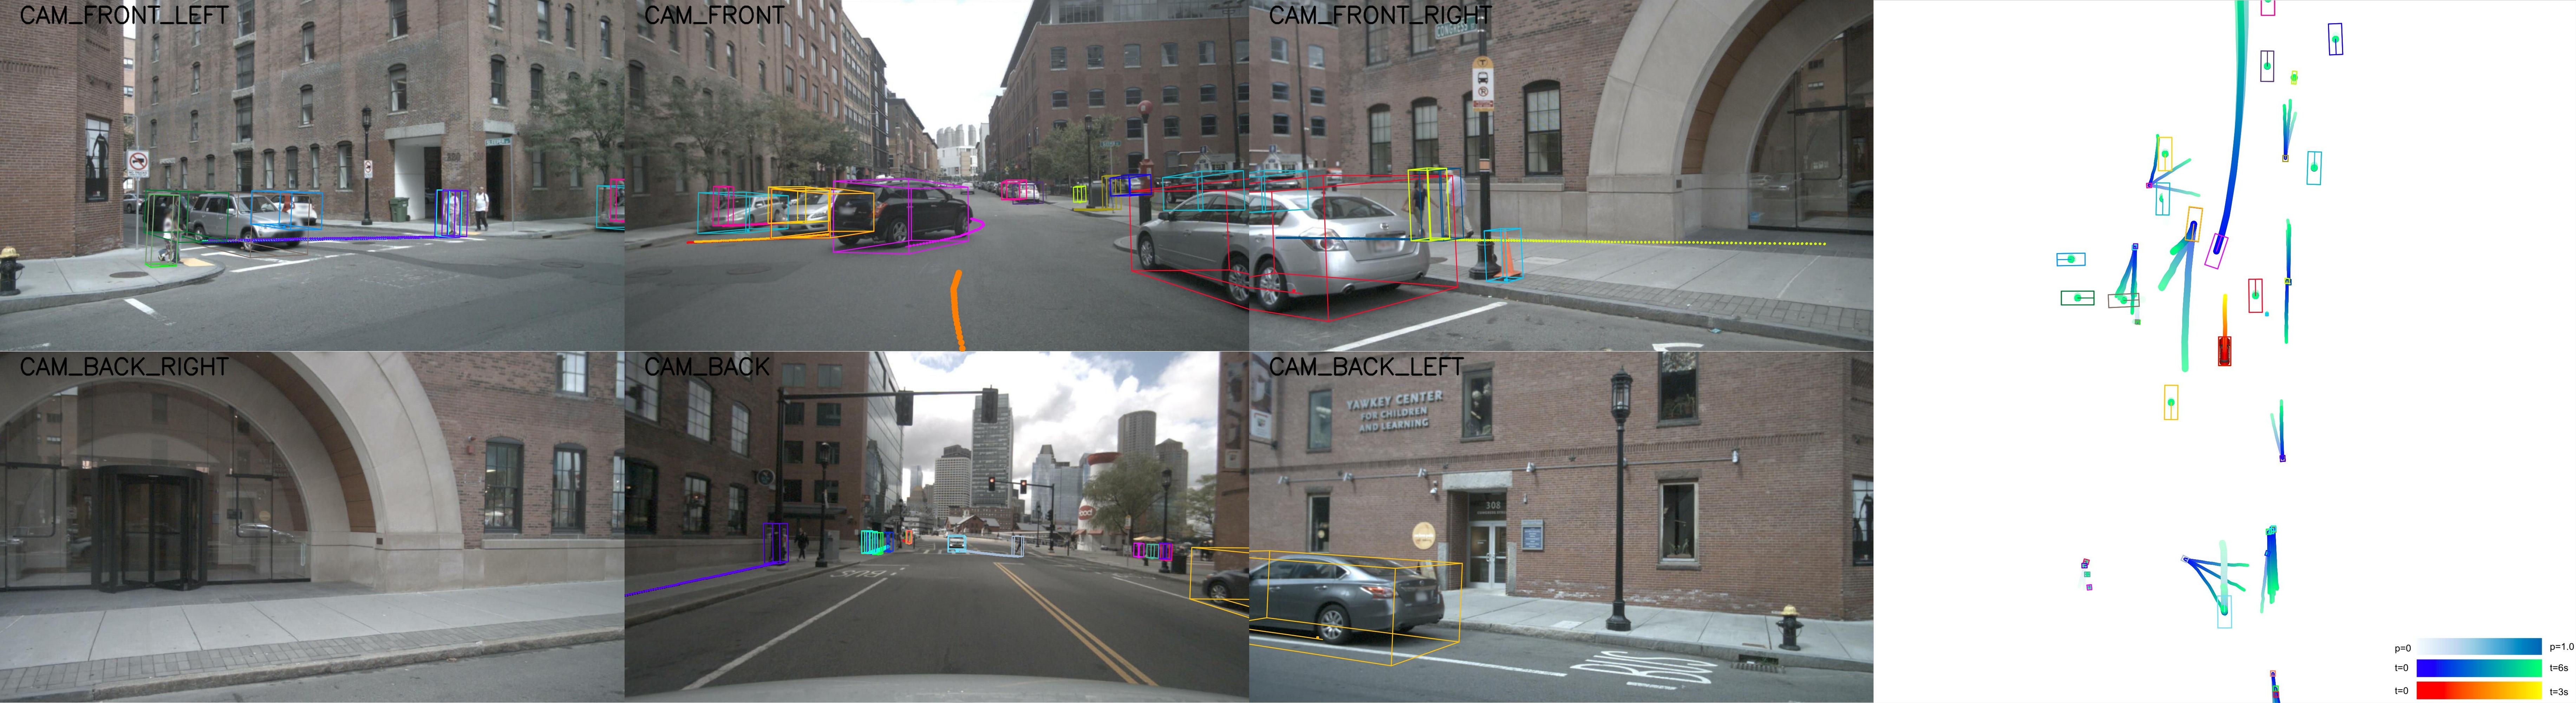 CAM_FRONT_LEFT
CAM_FRONT
CAM_FRONT_RIGHT
CONGRESS
CAM_BACK_RIGHT
CAM_BACK
CAM_BACK_LEFT
YAWKEY CENTER
FOR CHILDREN
AND LEARNING
308
BUS
p=0
p=1.0
t=0
t=6s
t=0
t=3s